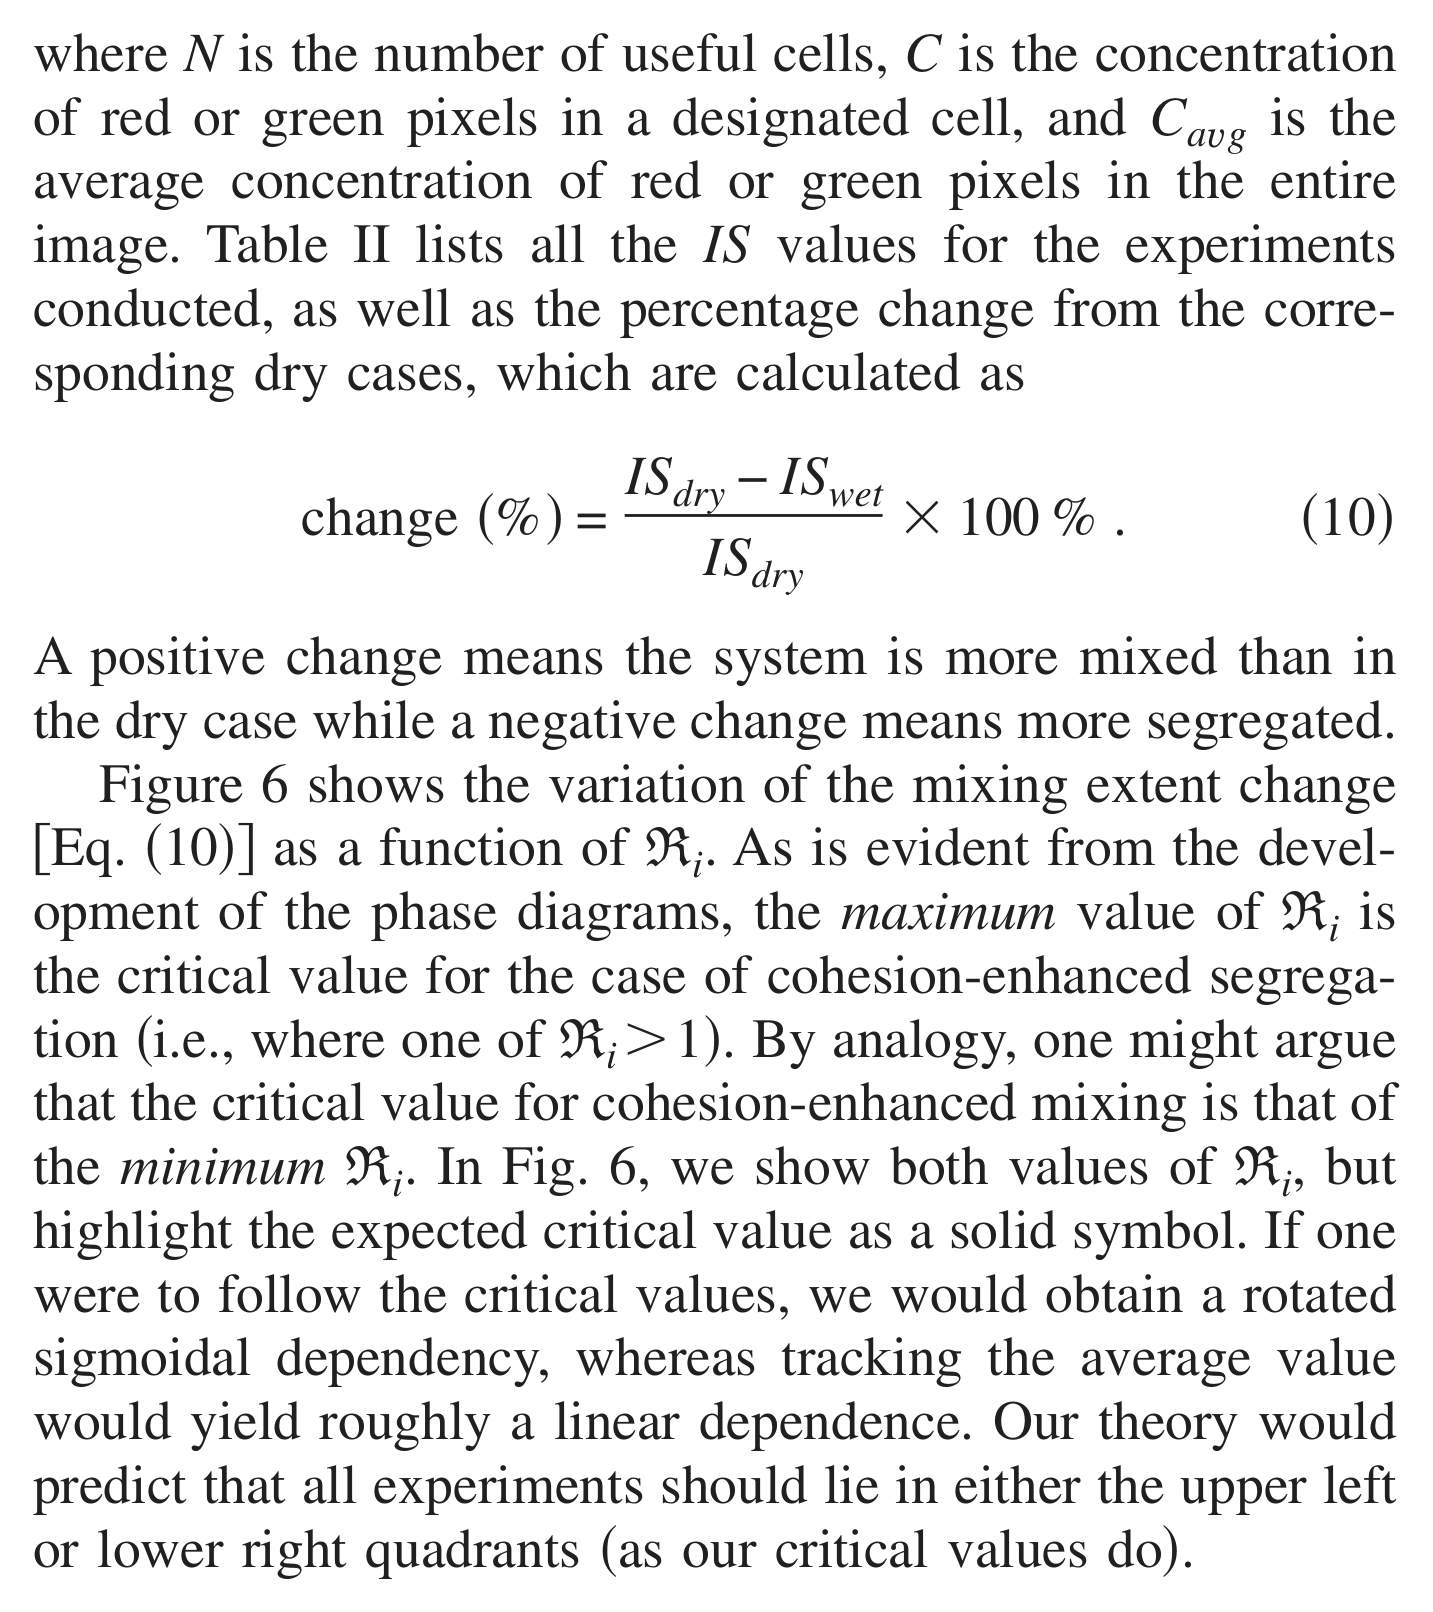 where N is the number of useful cells, C is the concentration
of red or green pixels in a designated cell, and C_avg is the
average concentration of red or green pixels in the entire
image. Table II lists all the IS values for the experiments
conducted, as well as the percentage change from the corre-
sponding dry cases, which are calculated as
change (%) = \frac{IS_{dry} − IS_{wet}}{IS_{dry}} × 100 % . (10)
A positive change means the system is more mixed than in
the dry case while a negative change means more segregated.
Figure 6 shows the variation of the mixing extent change
[Eq. (10)] as a function of ℜ_i. As is evident from the devel-
opment of the phase diagrams, the maximum value of ℜ_i is
the critical value for the case of cohesion-enhanced segrega-
tion (i.e., where one of ℜ_i > 1). By analogy, one might argue
that the critical value for cohesion-enhanced mixing is that of
the minimum ℜ_i. In Fig. 6, we show both values of ℜ_i, but
highlight the expected critical value as a solid symbol. If one
were to follow the critical values, we would obtain a rotated
sigmoidal dependency, whereas tracking the average value
would yield roughly a linear dependence. Our theory would
predict that all experiments should lie in either the upper left
or lower right quadrants (as our critical values do).